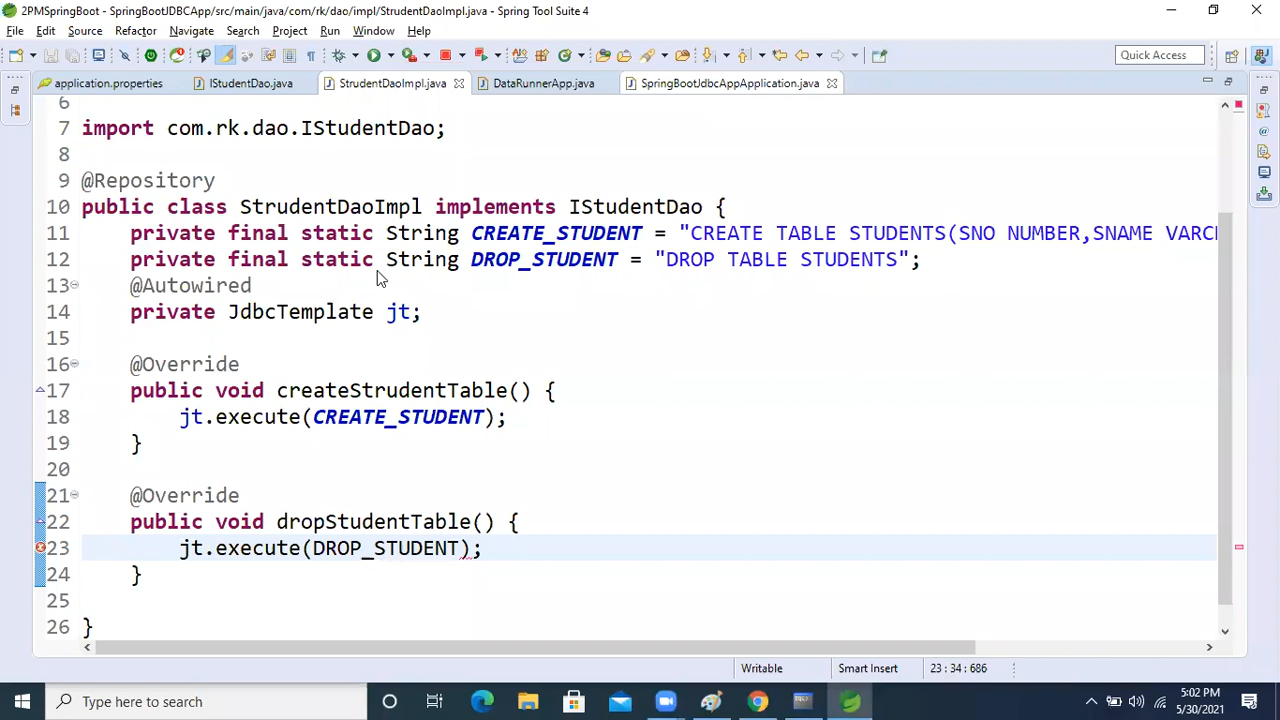 2PMSpringBoot - SpringBootJDBCApp/src/main/java/com/rk/dao/impl/StrudentDaoImpl.java - Spring Tool Suite 4
File Edit Source Refactor Navigate Search Project Run Window Help
Quick Access
application.properties IStudentDao.java StrudentDaoImpl.java DataRunnerApp.java SpringBootJdbcAppApplication.java
6
7 import com.rk.dao.IStudentDao;
8
9 @Repository
10 public class StrudentDaoImpl implements IStudentDao {
11 private final static String CREATE_STUDENT = "CREATE TABLE STUDENTS(SNO NUMBER,SNAME VARCH
12 private final static String DROP_STUDENT = "DROP TABLE STUDENTS";
13 @Autowired
14 private JdbcTemplate jt;
15
16 @Override
17 public void createStrudentTable() {
18 jt.execute(CREATE_STUDENT);
19 }
20
21 @Override
22 public void dropStudentTable() {
23 jt.execute(DROP_STUDENT);
24 }
25
26 }
Writable Smart Insert 23 : 34 : 686
Type here to search
5:02 PM
5/30/2021